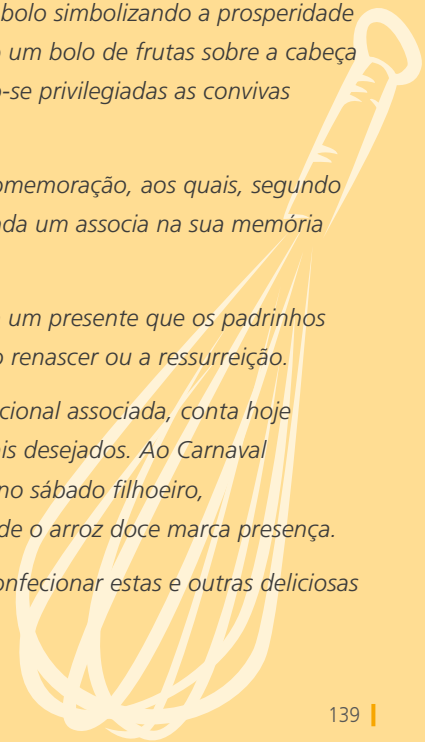 bolo simbolizando a prosperidade
um bolo de frutas sobre a cabeça
-se privilegiadas as convivas
omemoração, aos quais, segundo
ada um associa na sua memória
um presente que os padrinhos
o renascer ou a ressurreição.
cional associada, conta hoje
is desejados. Ao Carnaval
no sábado filhoeiro,
de o arroz doce marca presença.
onfecionar estas e outras deliciosas
139